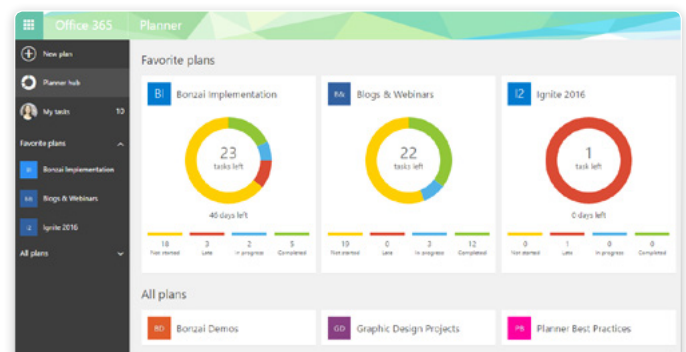 Office 365 Planner
New plan
Planner hub
My tasks 10
Favorite plans
BI Bonzai Implementation
Blogs & Webinars
Ignite 2016
All plans
Favorite plans
BI Bonzai Implementation
23
tasks left
46 days left
18 3 2 5
Not started Late In progress Completed
Blogs & Webinars
22
tasks left
19 0 3 12
Not started Late In progress Completed
I2 Ignite 2016
1
task left
0 days left
0 1 0 0
Not started Late In progress Completed
All plans
BD Bonzai Demos
GD Graphic Design Projects
PB Planner Best Practices